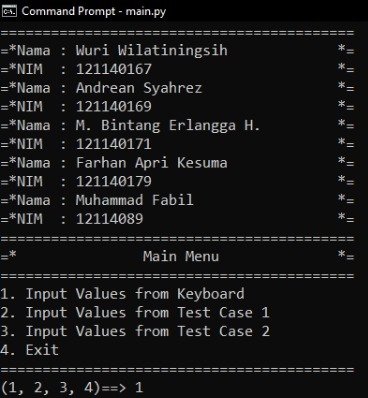 Command Prompt - main.py
==========================================
=*Nama : Wuri Wilatiningsih             *=
=*NIM  : 121140167                      *=
=*Nama : Andrean Syahrez                *=
=*NIM  : 121140169                      *=
=*Nama : M. Bintang Erlangga H.         *=
=*NIM  : 121140171                      *=
=*Nama : Farhan Apri Kesuma             *=
=*NIM  : 121140179                      *=
=*Nama : Muhammad Fabil                 *=
=*NIM  : 12114089                       *=
==========================================
=*               Main Menu              *=
==========================================
1. Input Values from Keyboard
2. Input Values from Test Case 1
3. Input Values from Test Case 2
4. Exit
==========================================
(1, 2, 3, 4)==> 1